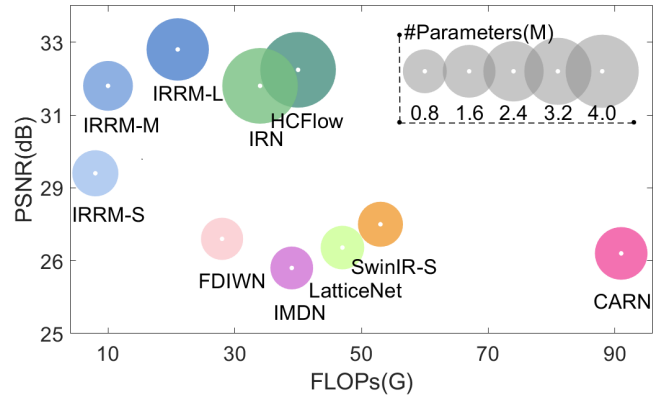 33
31
29
26
25
PSNR(dB)
10
30
50
70
90
FLOPs(G)
#Parameters(M)
0.8 1.6 2.4 3.2 4.0
IRRM-L
IRRM-M
HCFlow
IRN
IRRM-S
FDIWN
SwinIR-S
LatticeNet
IMDN
CARN